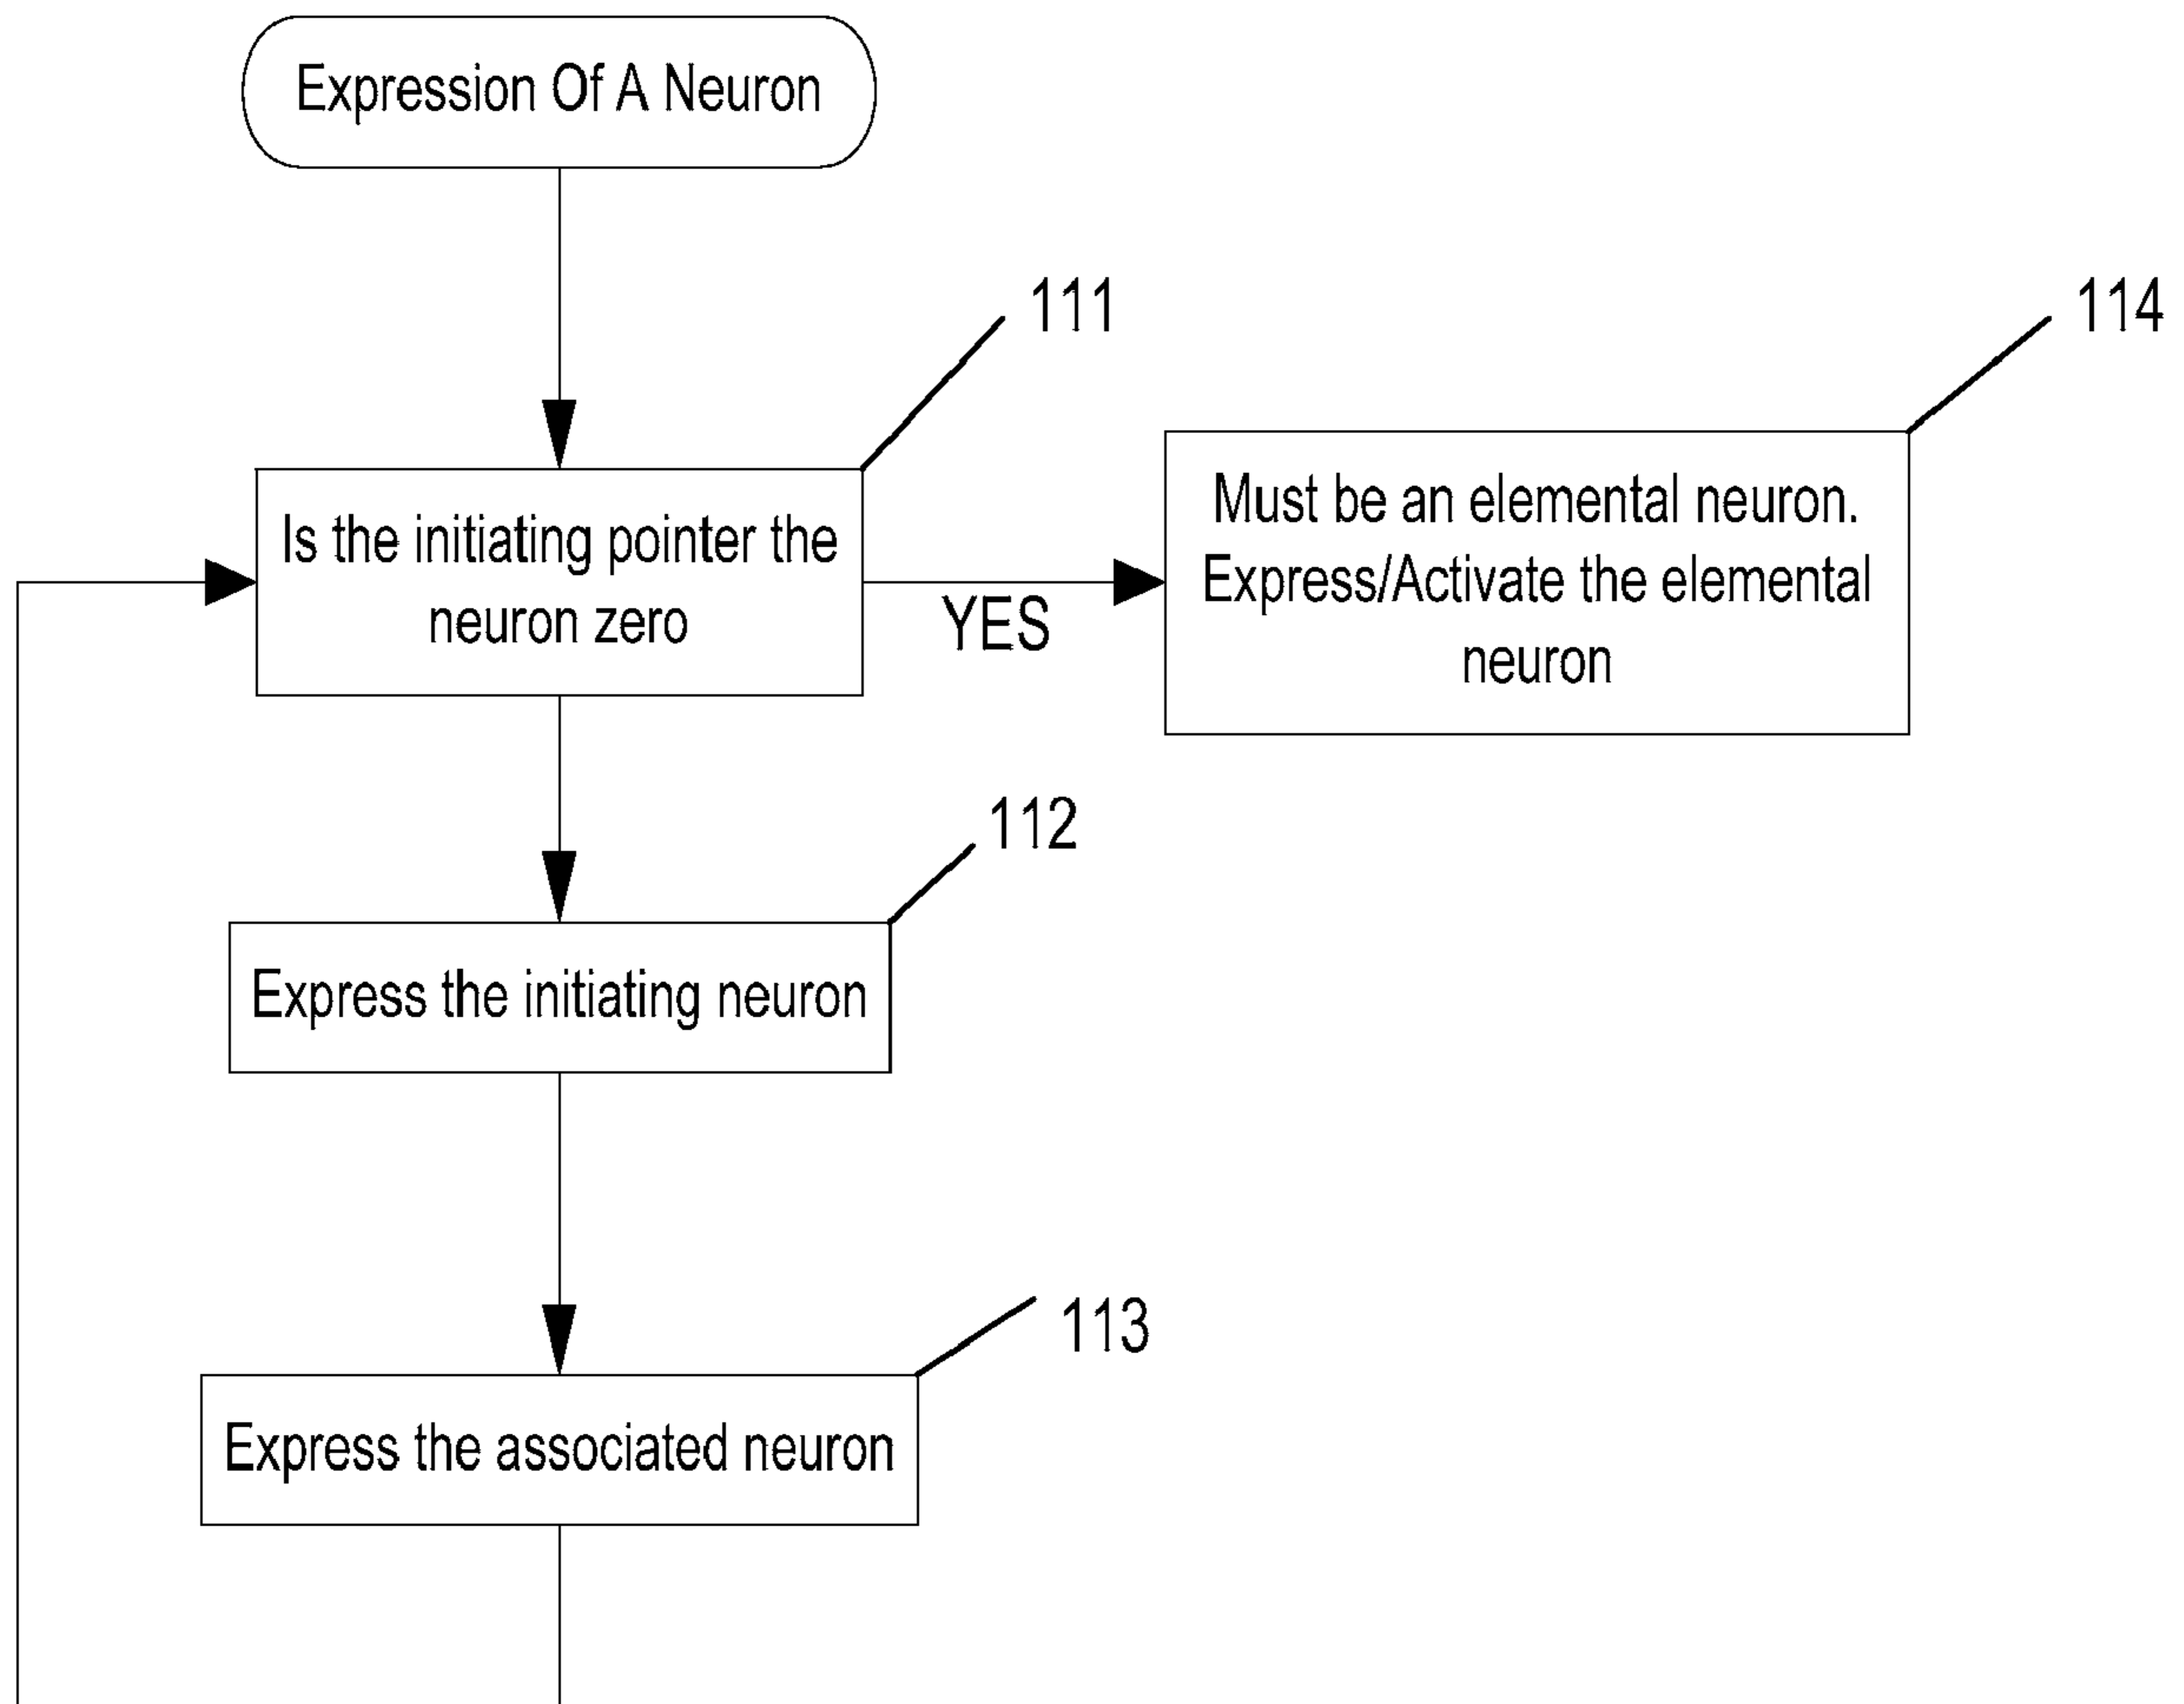 Expression Of A Neuron
111
114
Is the initiating pointer the
neuron zero
YES
Must be an elemental neuron.
Express/Activate the elemental
neuron
112
Express the initiating neuron
113
Express the associated neuron